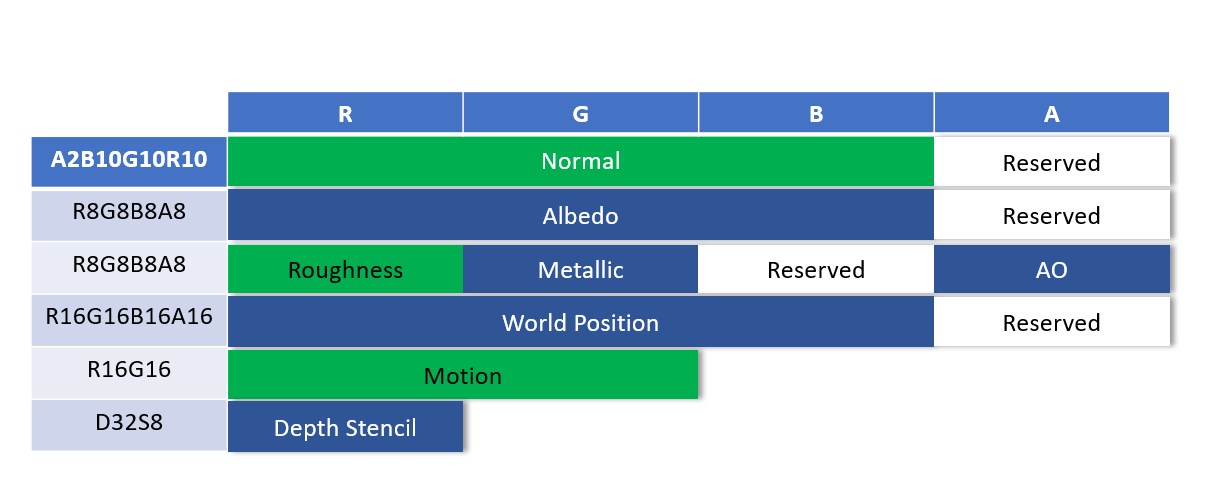 R G B A
A2B10G10R10 Normal Reserved
R8G8B8A8 Albedo Reserved
R8G8B8A8 Roughness Metallic Reserved AO
R16G16B16A16 World Position Reserved
R16G16 Motion
D32S8 Depth Stencil